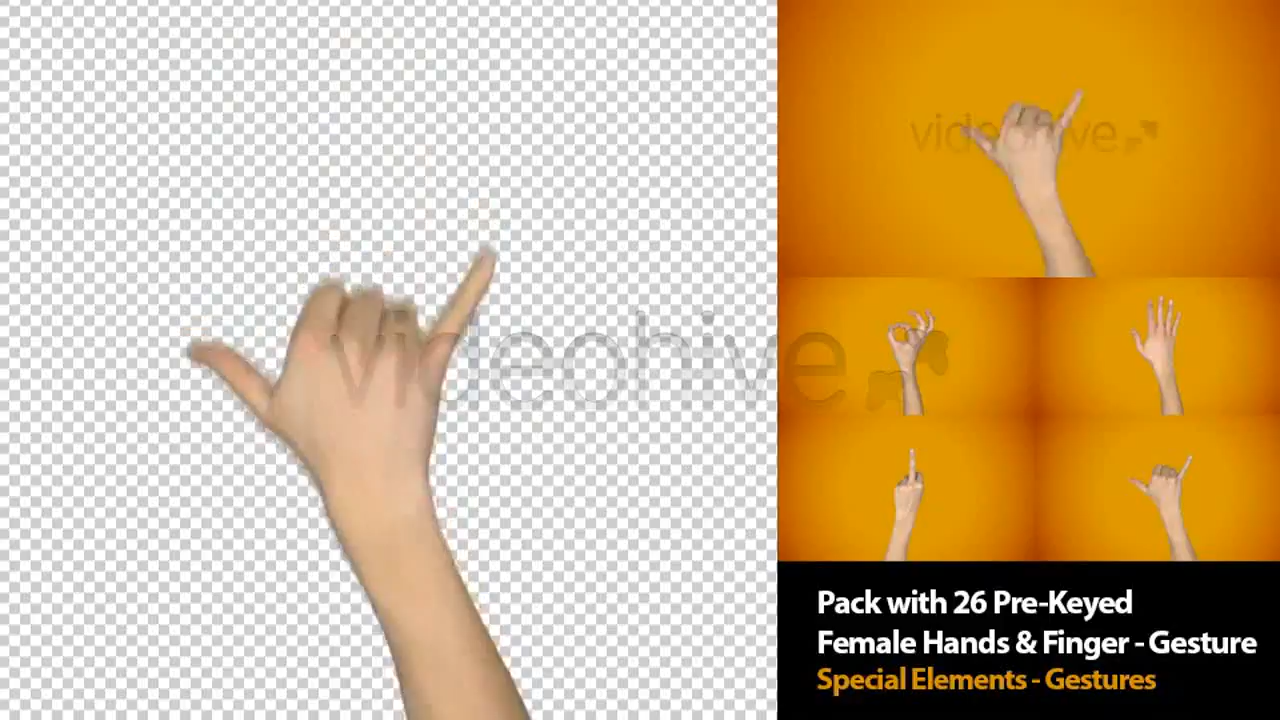 videohive
videohive
Pack with 26 Pre-Keyed
Female Hands & Finger - Gesture
Special Elements - Gestures